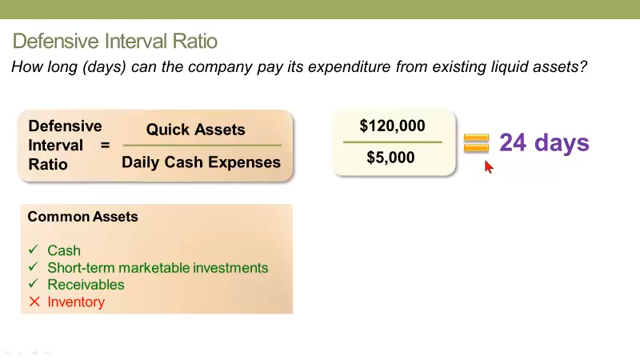 Defensive Interval Ratio
How long (days) can the company pay its expenditure from existing liquid assets?
Defensive
Interval =
Ratio
Quick Assets
Daily Cash Expenses
$120,000
$5,000
= 24 days
Common Assets
✓ Cash
✓ Short-term marketable investments
✓ Receivables
✕ Inventory